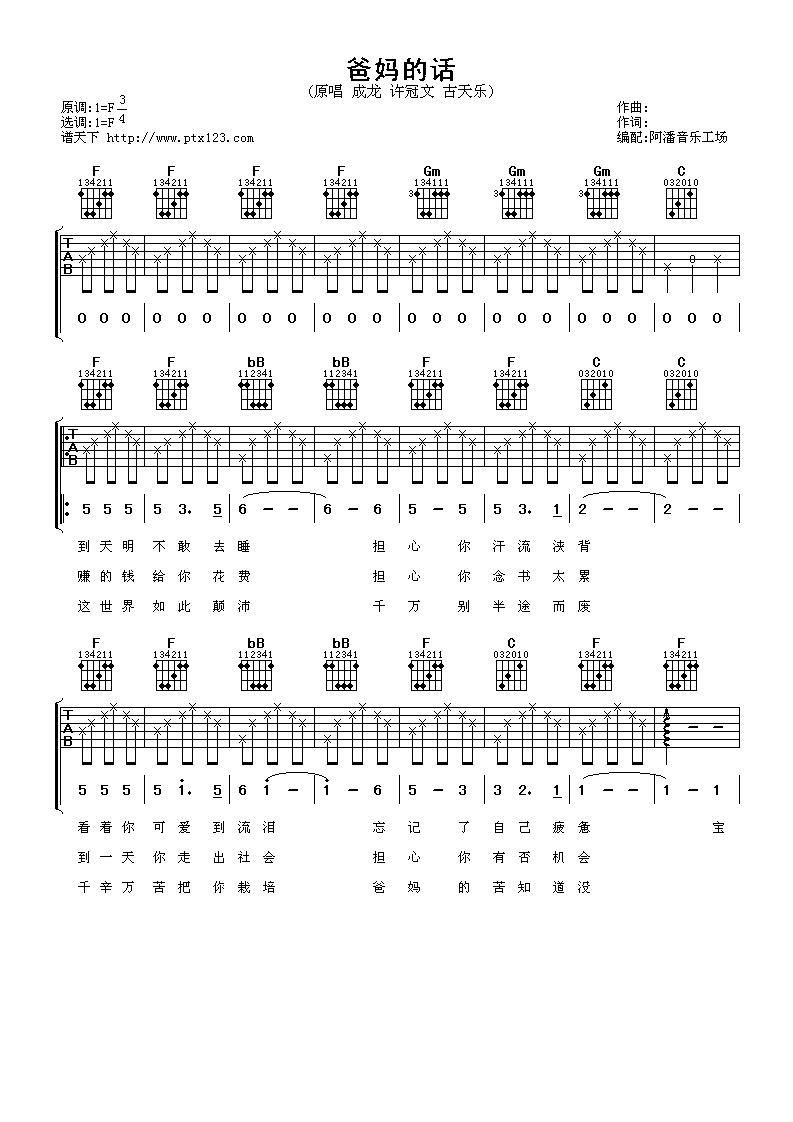 爸妈的话
(原唱 成龙 许冠文 古天乐)
原调:1=F 3/4
选调:1=F
谱天下 http://www.ptx123.com
作曲:
作词:
编配:阿潘音乐工场
F F F F Gm Gm Gm C
134211 134211 134211 134211 134111 134111 134111 032010
3 3 3
T A B
0
0 0 0 | 0 0 0 | 0 0 0 | 0 0 0 | 0 0 0 | 0 0 0 | 0 0 0 | 0 0 0 |
F F bB bB F F C C
134211 134211 112341 112341 134211 134211 032010 032010
T A B
5 5 5 | 5 3. 5 | 6 - - | 6 - 6 | 5 - 5 | 5 3. 1 | 2 - - | 2 - - |
到 天 明 不 敢 去 睡 担 心 你 汗 流 浃 背
赚 的 钱 给 你 花 费 担 心 你 念 书 太 累
这 世 界 如 此 颠 沛 千 万 别 半 途 而 废
F F bB bB F C F F
134211 134211 112341 112341 134211 032010 134211 134211
T A B
- -
5 5 5 | 5 1. 5 | 6 1 - | 1 - 6 | 5 - 3 | 3 2. 1 | 1 - - | 1 - 1 |
看 着 你 可 爱 到 流 泪 忘 记 了 自 己 疲 惫 宝
到 一 天 你 走 出 社 会 担 心 你 有 否 机 会
千 辛 万 苦 把 你 栽 培 爸 妈 的 苦 知 道 没